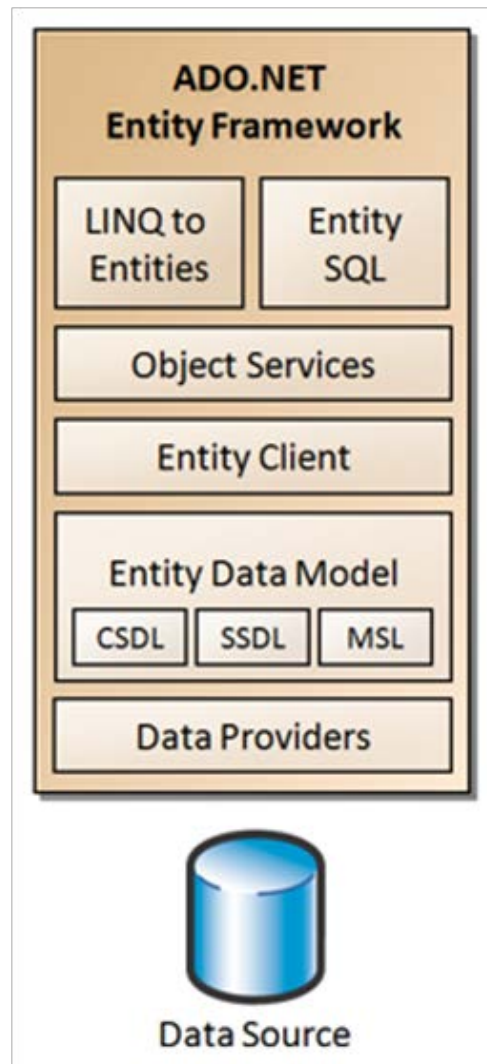 ADO.NET
Entity Framework
LINQ to
Entities
Entity
SQL
Object Services
Entity Client
Entity Data Model
CSDL
SSDL
MSL
Data Providers
Data Source